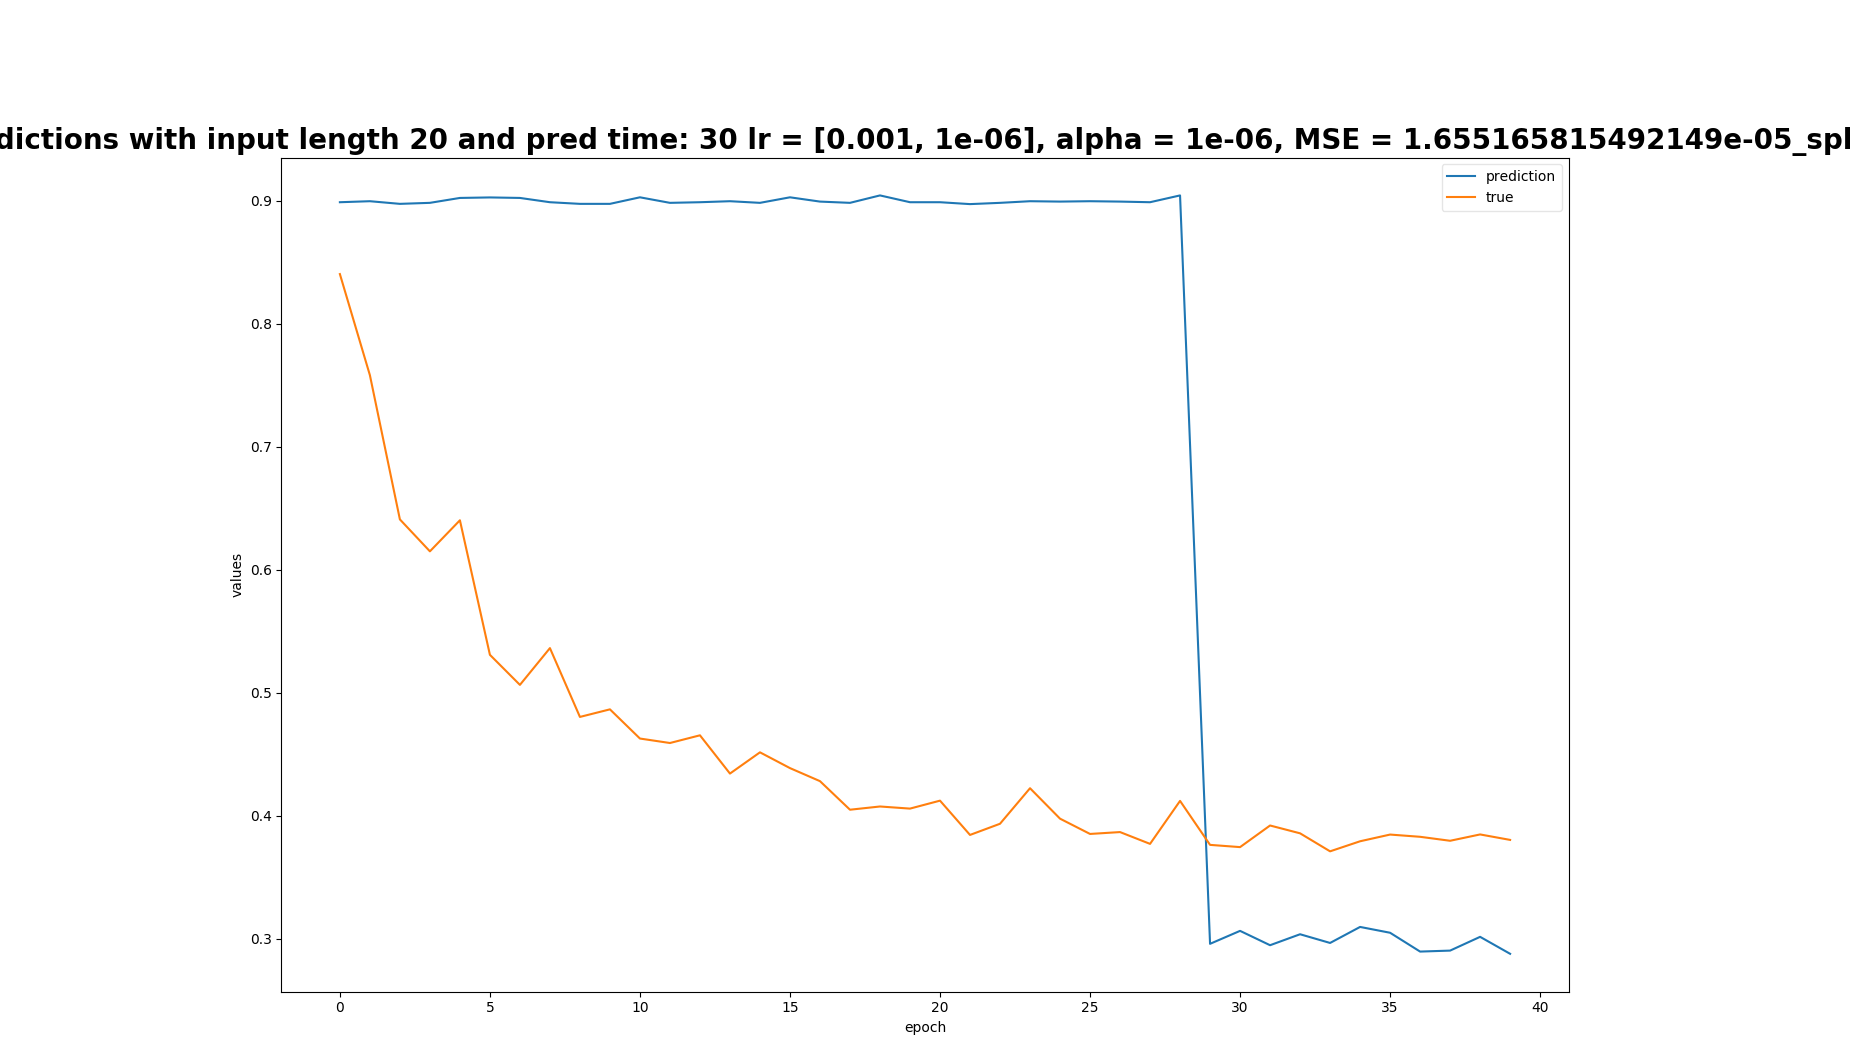 dictions with input length 20 and pred time: 30 lr = [0.001, 1e-06], alpha = 1e-06, MSE = 1.655165815492149e-05_spl
prediction
true
0.9
0.8
0.7
0.6
0.5
0.4
0.3
values
0 5 10 15 20 25 30 35 40
epoch